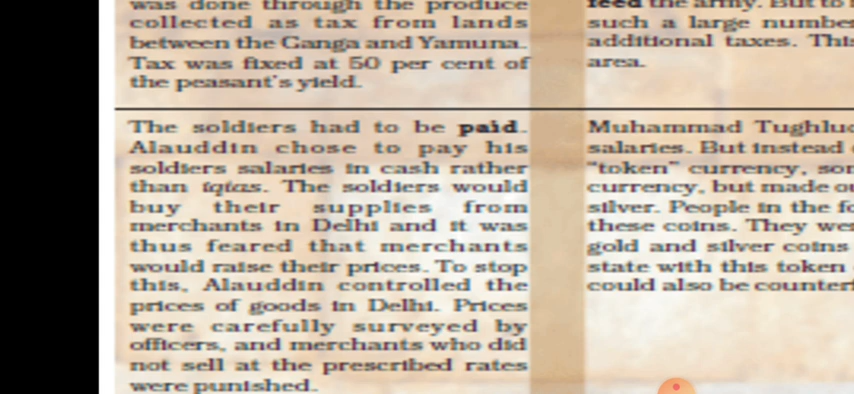 was done through the produce
collected as tax from lands
between the Ganga and Yamuna.
Tax was fixed at 50 per cent of
the peasant's yield.
The soldiers had to be paid.
Alauddin chose to pay his
soldiers salaries in cash rather
than iqtas. The soldiers would
buy their supplies from
merchants in Delhi and it was
thus feared that merchants
would raise their prices. To stop
this, Alauddin controlled the
prices of goods in Delhi. Prices
were carefully surveyed by
officers, and merchants who did
not sell at the prescribed rates
were punished.
feed the army. But to
such a large number
additional taxes. This
area.
Muhammad Tughluq
salaries. But instead
"token" currency,
currency, but made
silver. People in the
these coins. They
gold and silver coins
state with this token
could also be